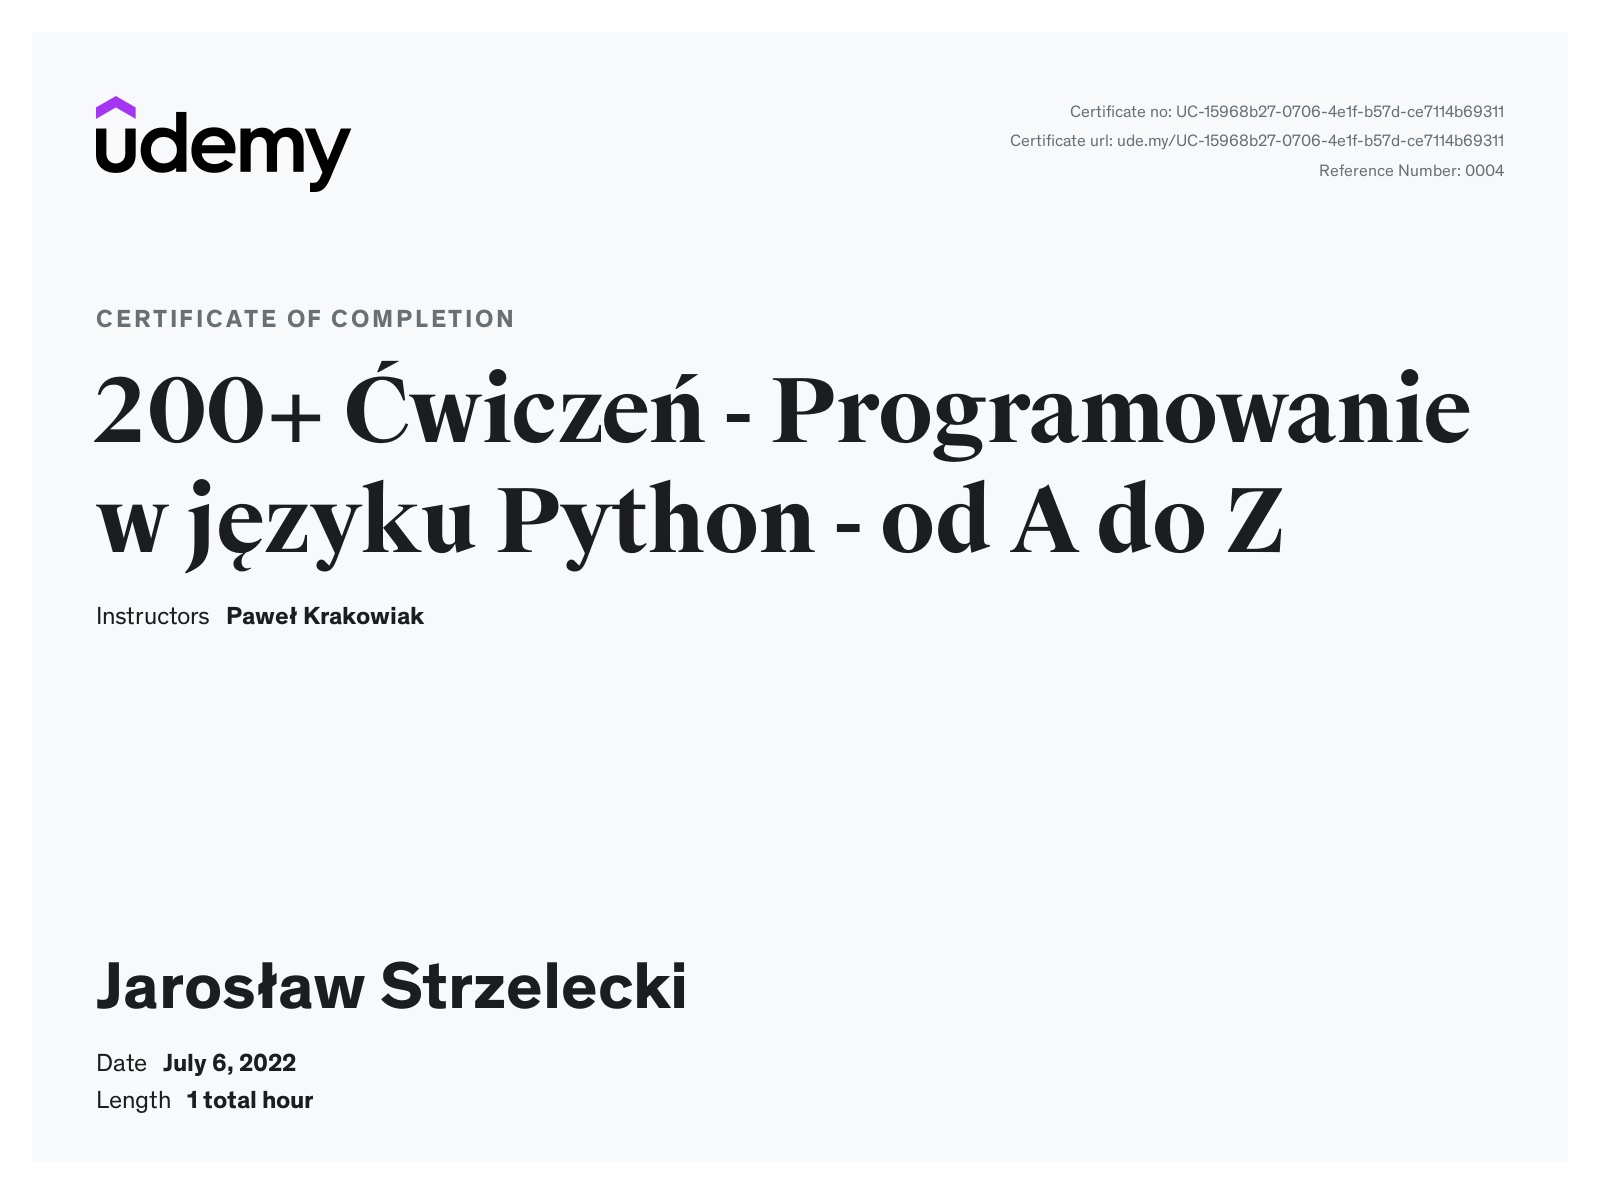 udemy
Certificate no: UC-15968b27-0706-4e1f-b57d-ce7114b69311
Certificate url: ude.my/UC-15968b27-0706-4e1f-b57d-ce7114b69311
Reference Number: 0004
CERTIFICATE OF COMPLETION
200+ Ćwiczeń - Programowanie
w języku Python - od A do Z
Instructors Paweł Krakowiak
Jarosław Strzelecki
Date July 6, 2022
Length 1 total hour